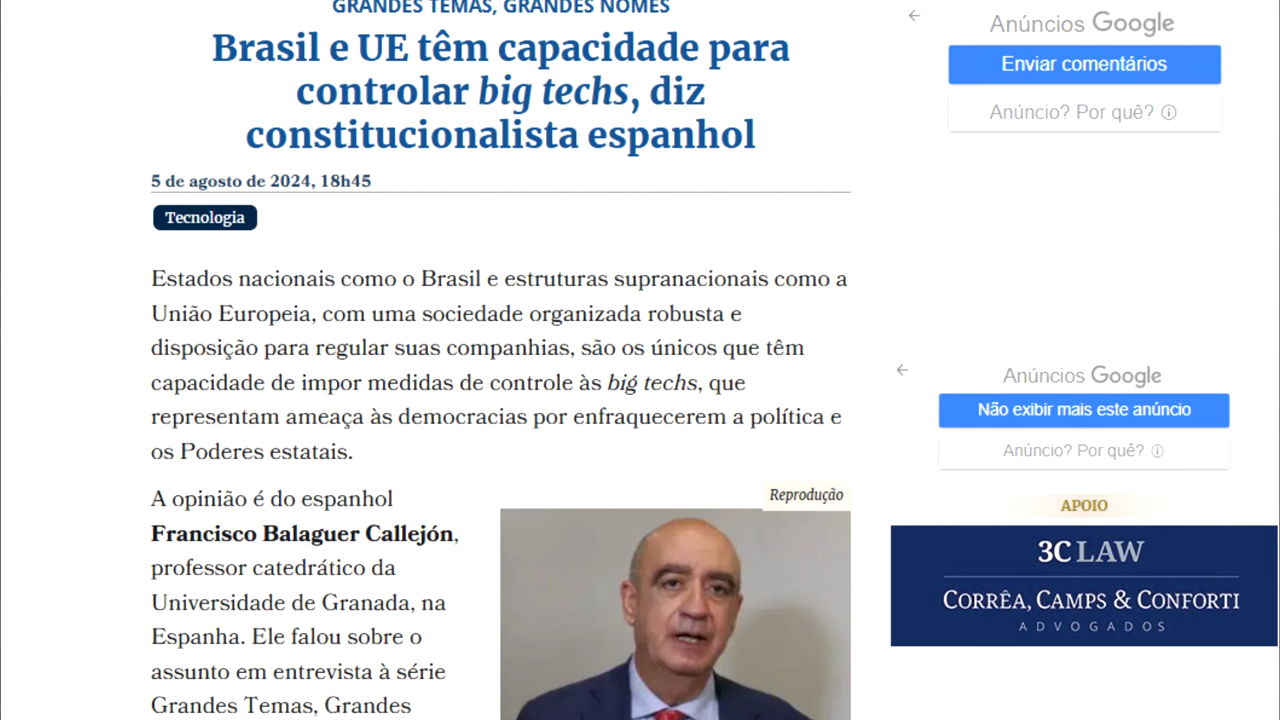 GRANDES TEMAS, GRANDES NOMES
Brasil e UE têm capacidade para
controlar big techs, diz
constitucionalista espanhol
5 de agosto de 2024, 18h45
Tecnologia
Estados nacionais como o Brasil e estruturas supranacionais como a
União Europeia, com uma sociedade organizada robusta e
disposição para regular suas companhias, são os únicos que têm
capacidade de impor medidas de controle às big techs, que
representam ameaça às democracias por enfraquecerem a política e
os Poderes estatais.
A opinião é do espanhol
Francisco Balaguer Callejón,
professor catedrático da
Universidade de Granada, na
Espanha. Ele falou sobre o
assunto em entrevista à série
Grandes Temas, Grandes
Reprodução
Anúncios Google
Enviar comentários
Anúncio? Por quê?
Anúncios Google
Não exibir mais este anúncio
Anúncio? Por quê?
APOIO
3C LAW
CORRÊA, CAMPS & CONFORTI
ADVOGADOS